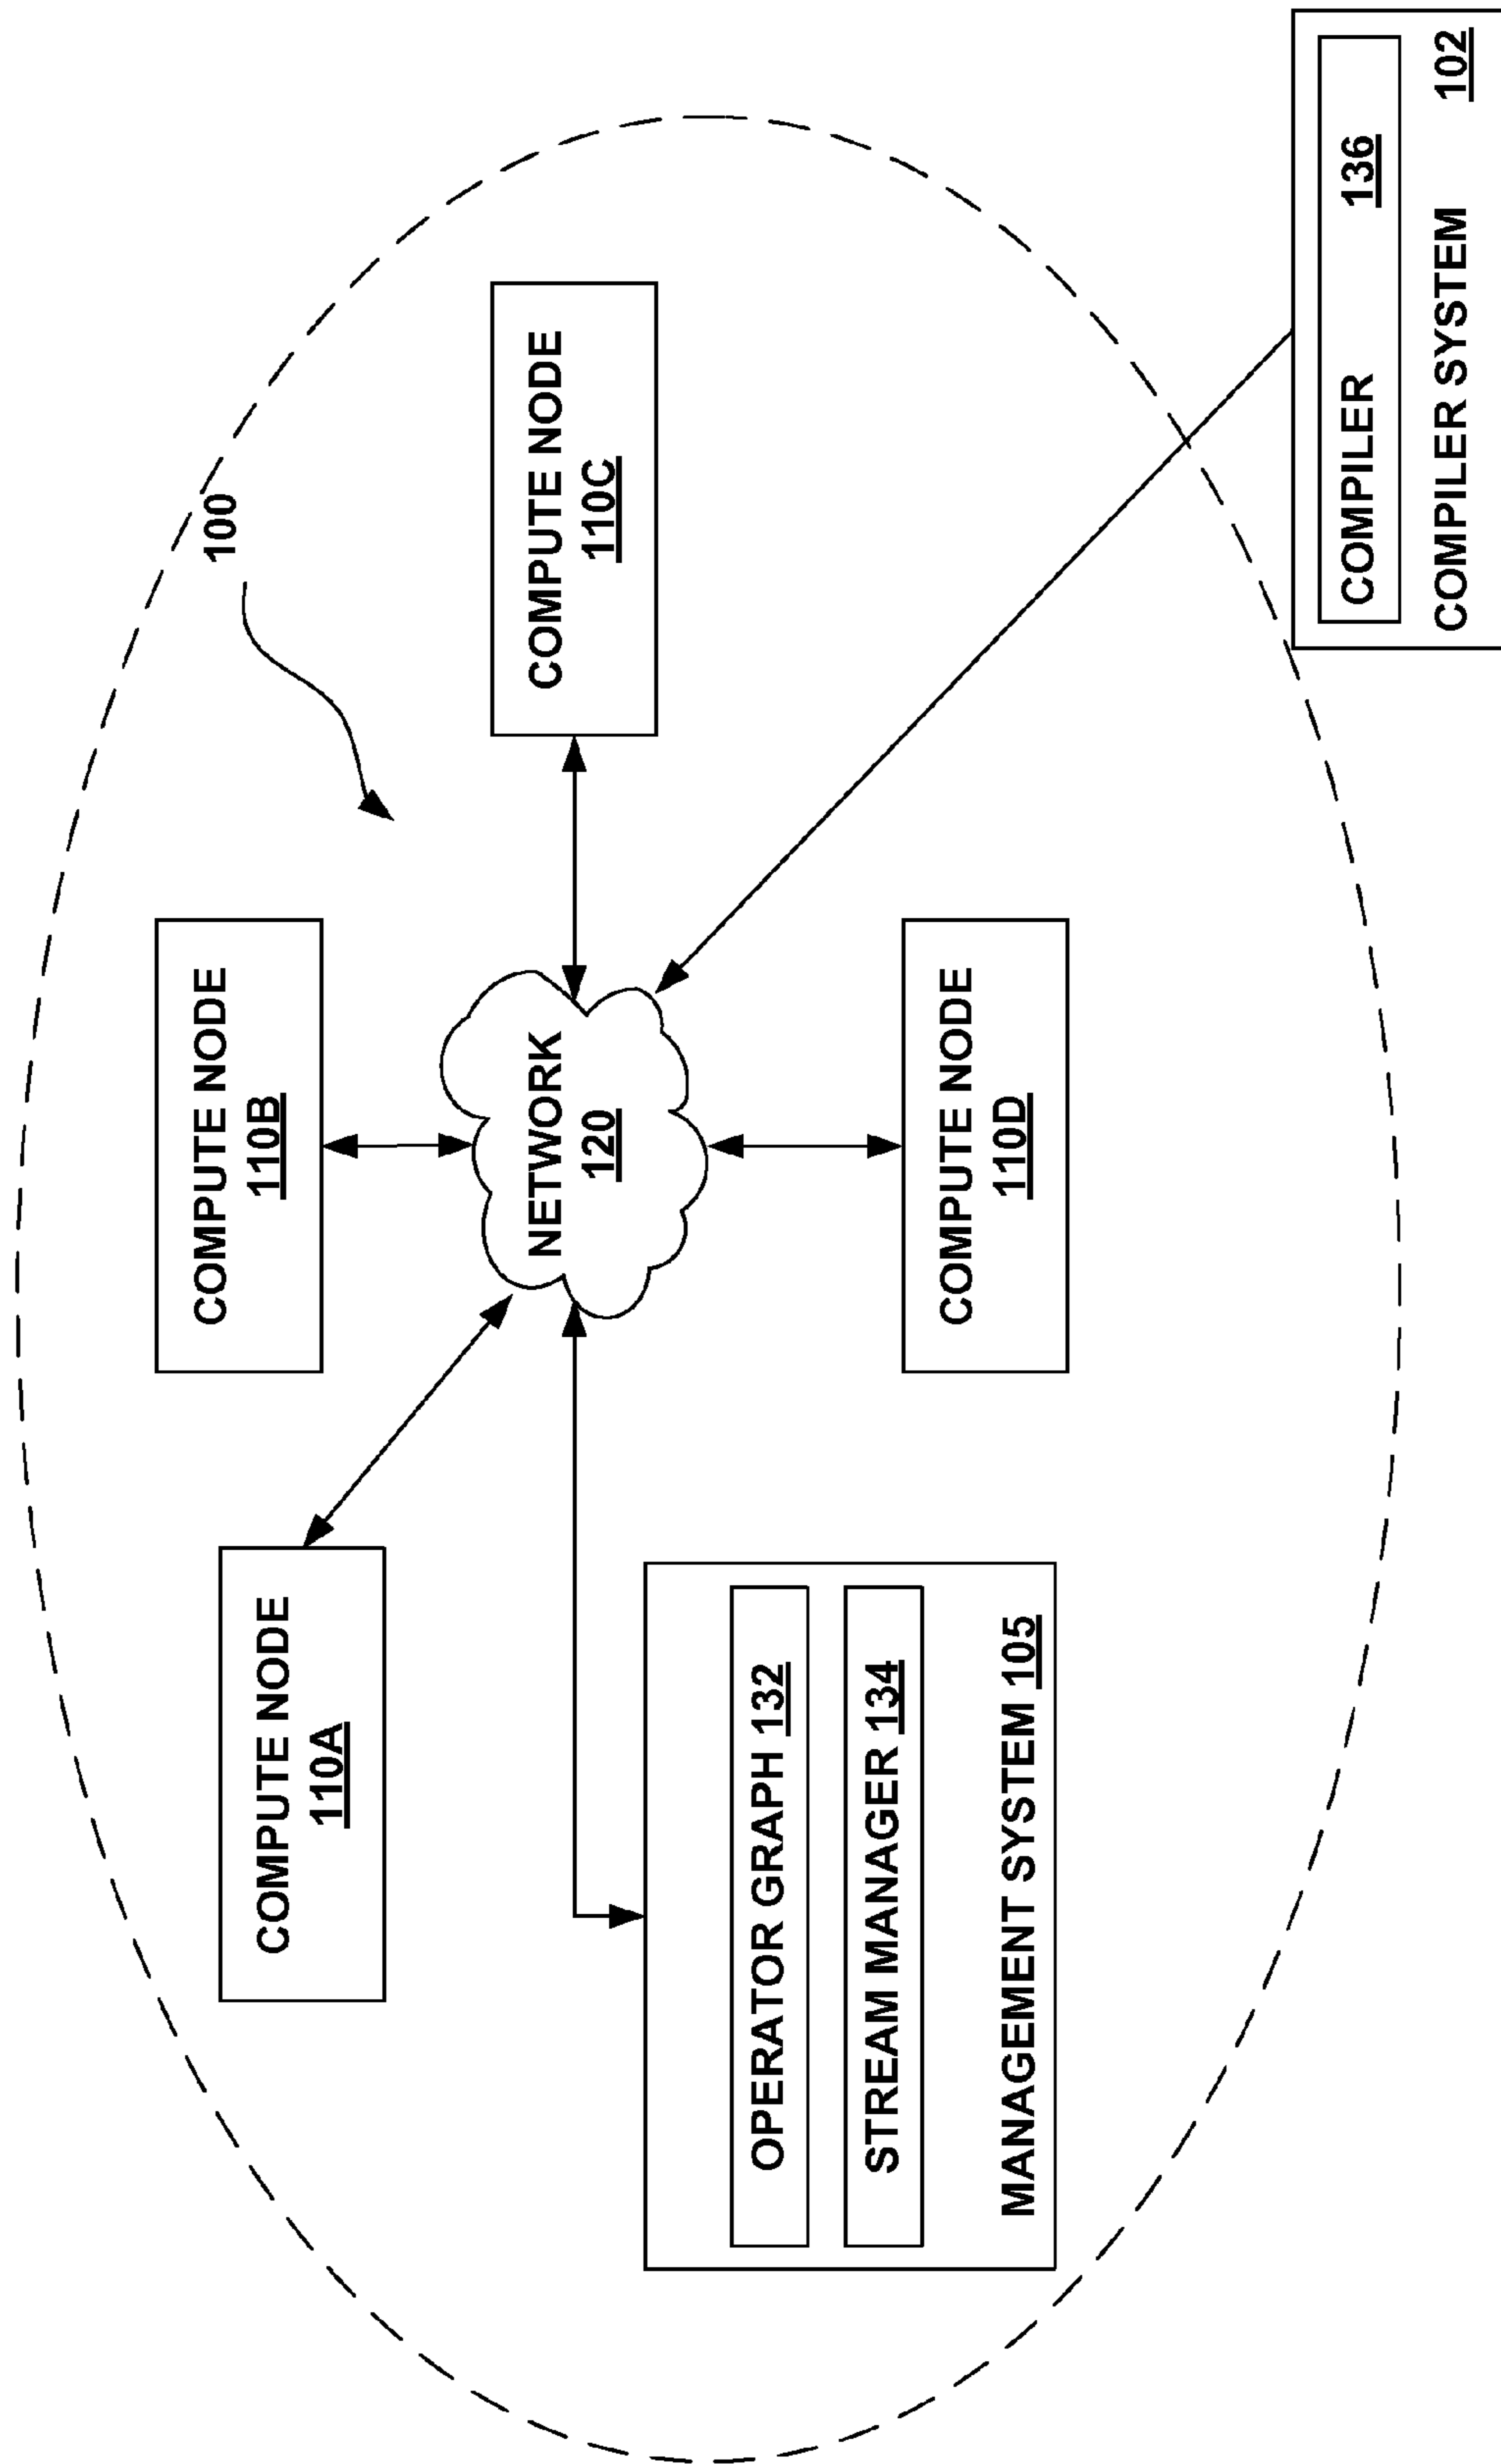 100
COMPUTE NODE
110B
COMPUTE NODE
110A
NETWORK
120
COMPUTE NODE
110C
OPERATOR GRAPH 132
STREAM MANAGER 134
MANAGEMENT SYSTEM 105
COMPUTE NODE
110D
COMPILER 136
COMPILER SYSTEM 102